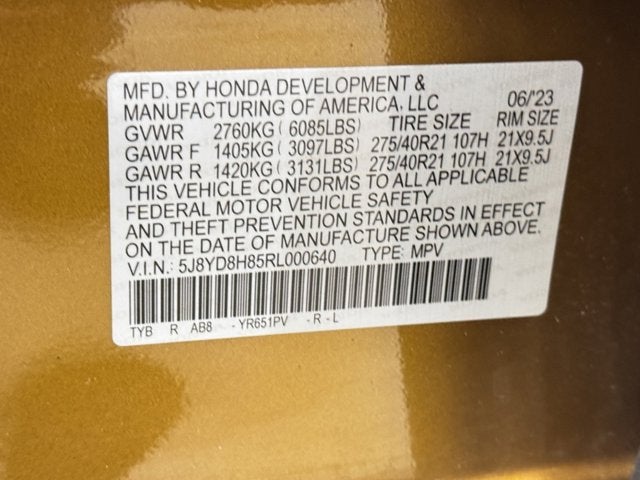 MFD. BY HONDA DEVELOPMENT &
MANUFACTURING OF AMERICA, LLC 06/'23
GVWR 2760KG ( 6085LBS) TIRE SIZE RIM SIZE
GAWR F 1405KG ( 3097LBS) 275/40R21 107H 21X9.5J
GAWR R 1420KG ( 3131LBS) 275/40R21 107H 21X9.5J
THIS VEHICLE CONFORMS TO ALL APPLICABLE
FEDERAL MOTOR VEHICLE SAFETY
AND THEFT PREVENTION STANDARDS IN EFFECT
ON THE DATE OF MANUFACTURE SHOWN ABOVE.
V.I.N.: 5J8YD8H85RL000640 TYPE: MPV
TYB R AB8 -YR651PV -R-L